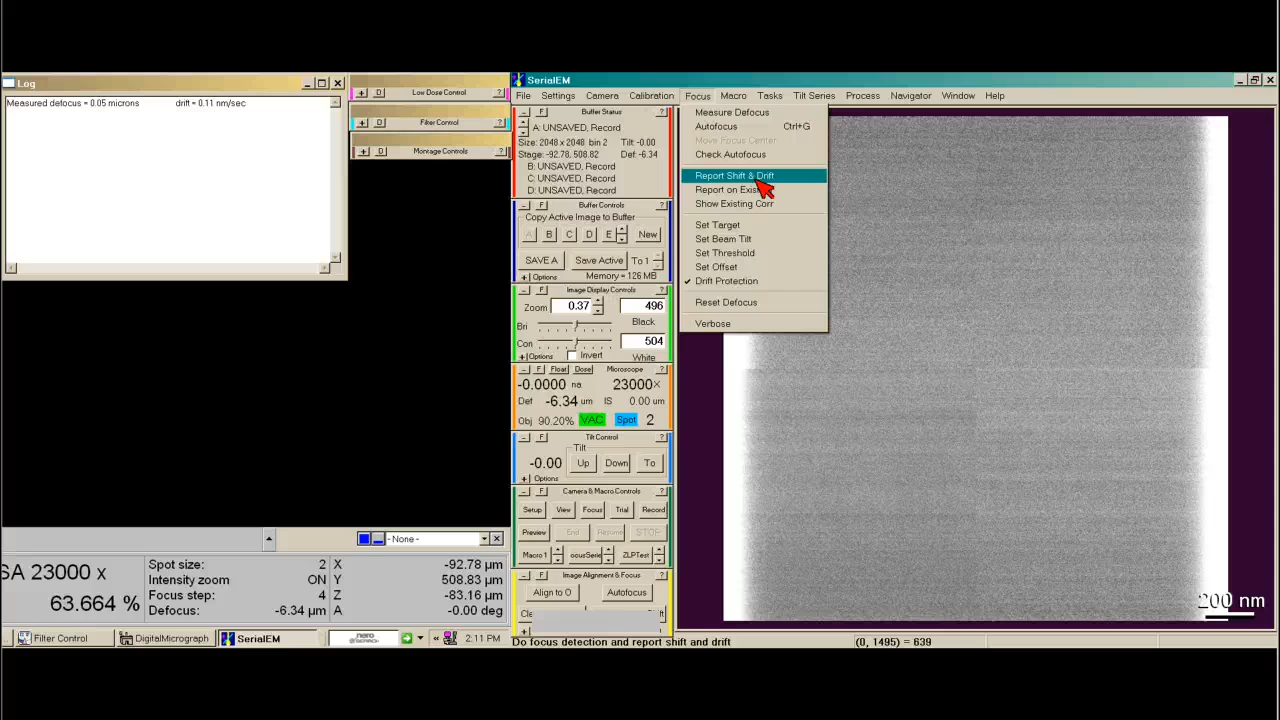 Log
Measured defocus = 0.05 microns drift = 0.11 nm/sec
+ D Low Dose Control ?
+ D Filter Control ?
+ D Montage Controls ?
SerialEM
File Settings Camera Calibration Focus Macro Tasks Tilt Series Process Navigator Window Help
- F Buffer Status ?
A: UNSAVED, Record
Size: 2048 x 2048 bin 2 Tilt -0.00
Stage: -92.78, 508.82 Def -6.34
B: UNSAVED, Record
C: UNSAVED, Record
D: UNSAVED, Record
- F Buffer Controls ?
Copy Active Image to Buffer
A B C D E New
SAVE A Save Active To 1
+ Options Memory = 126 MB
- F Image Display Controls ?
Zoom 0.37 496
Bri Black
Con 504
+ Options Invert White
- F Float Dose Microscope ?
-0.0000 na 23000X
Def -6.34 um IS 0.00 um
Obj 90.20% VAC Spot 2
- F Tilt Control ?
Tilt
-0.00 Up Down To
+ Options
- F Camera & Macro Controls ?
Setup View Focus Trial Record
Preview End Resume STOP
Macro 1 ocusSerie ZLPTest
- F Image Alignment & Focus ?
Align to O Autofocus
Measure Defocus
Autofocus Ctrl+G
Move Focus Center
Check Autofocus
Report Shift & Drift
Report on Exis
Show Existing Corr
Set Target
Set Beam Tilt
Set Threshold
Set Offset
✔ Drift Protection
Reset Defocus
Verbose
200 nm
- None -
SA 23000 x
63.664 %
Spot size: 2
Intensity zoom ON
Focus step: 4
Defocus: -6.34 µm
X -92.78 µm
Y 508.83 µm
Z -83.16 µm
A -0.00 deg
Filter Control DigitalMicrograph SerialEM nero « 2:11 PM
Do focus detection and report shift and drift (0, 1495) = 639